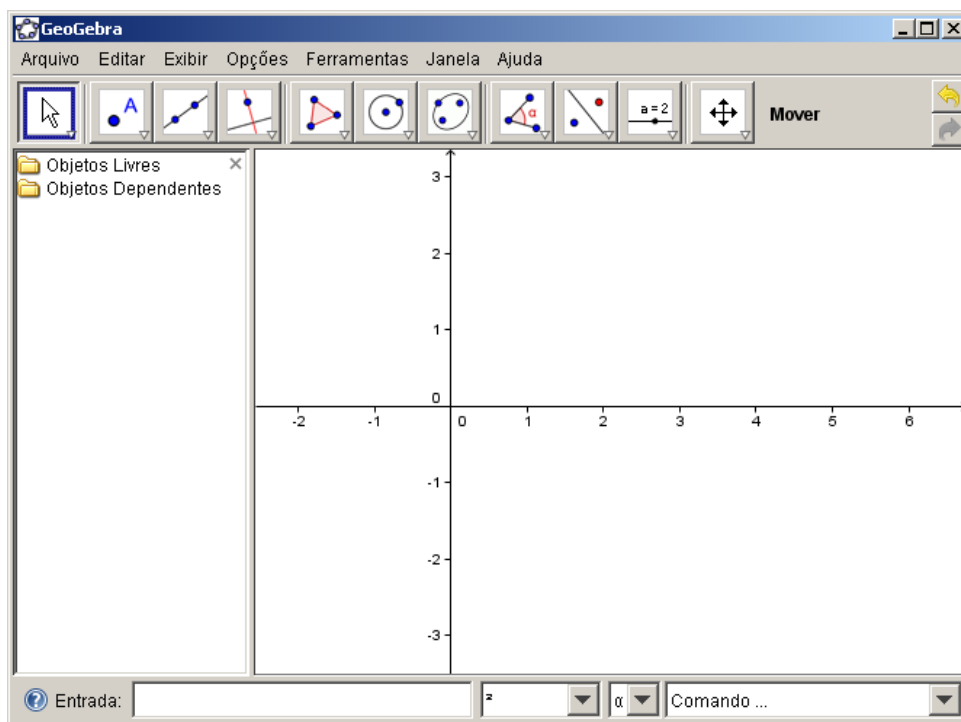 GeoGebra
Arquivo Editar Exibir Opções Ferramentas Janela Ajuda
A α a = 2 Mover
Objetos Livres
Objetos Dependentes
3
2
1
0
-2 -1 0 1 2 3 4 5 6
-1
-2
-3
Entrada: ² α Comando ...